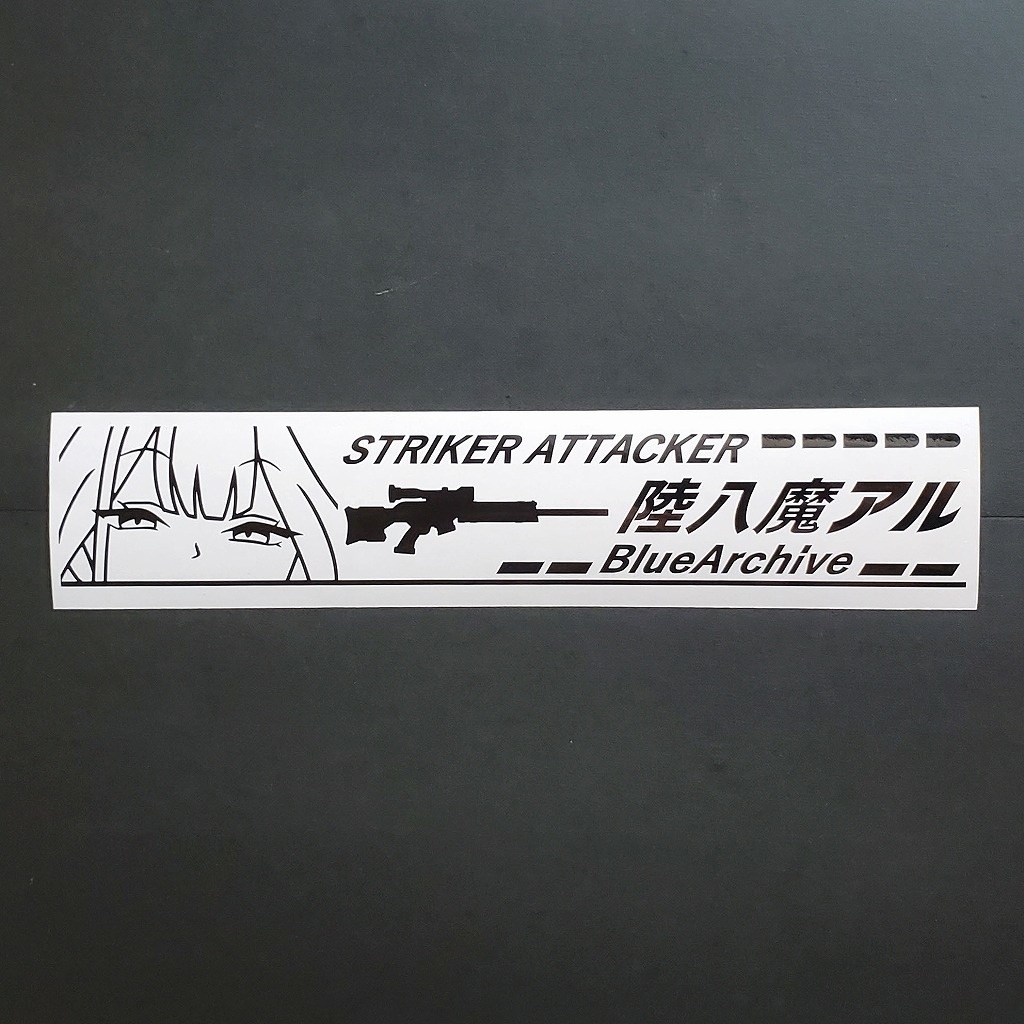 STRIKER ATTACKER
陸八魔アル
BlueArchive